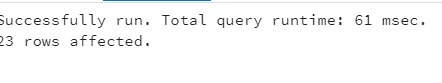 Successfully run. Total query runtime: 61 msec.
23 rows affected.